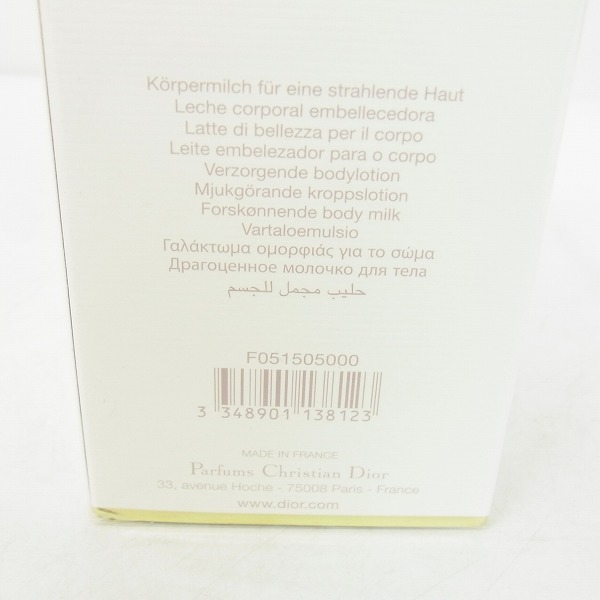 Körpermilch für eine strahlende Haut
Leche corporal embellecedora
Latte di bellezza per il corpo
Leite embelezador para o corpo
Verzorgende bodylotion
Mjukgörande kroppslotion
Forskønnende body milk
Vartaloemulsio
Γαλάκτωμα ομορφιάς για το σώμα
Драгоценное молочко для тела
حليب مجمل للجسم
F051505000
3 348901 138123
MADE IN FRANCE
Parfums Christian Dior
33, avenue Hoche - 75008 Paris - France
www.dior.com